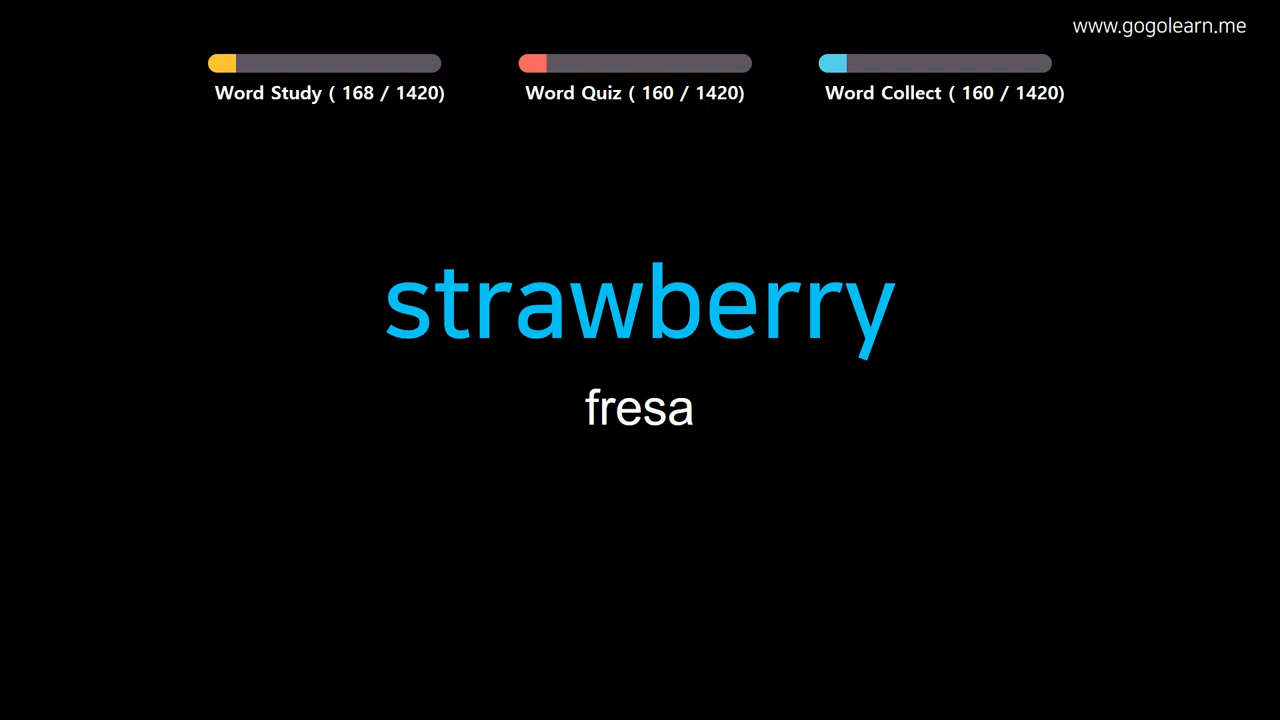 www.gogolearn.me
Word Study ( 168 / 1420)
Word Quiz ( 160 / 1420)
Word Collect ( 160 / 1420)
strawberry
fresa